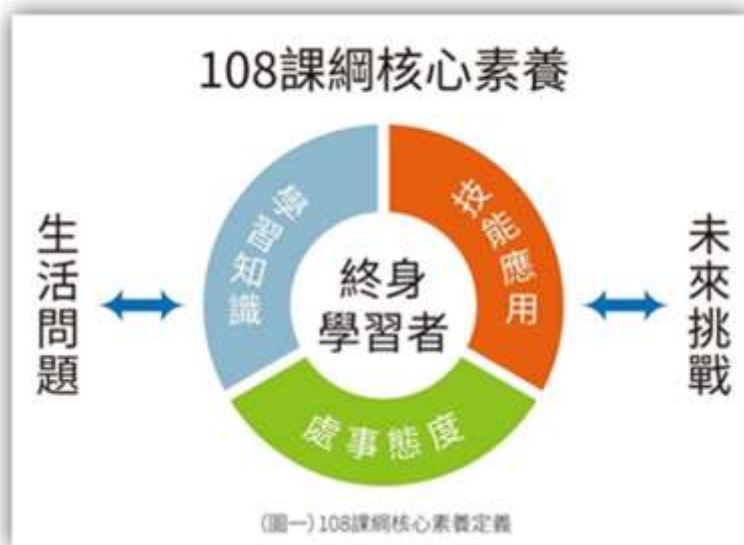 108課綱核心素養
生活問題
學習知識
技能應用
終身
學習者
處事態度
未來挑戰
(圖一)108課綱核心素養定義